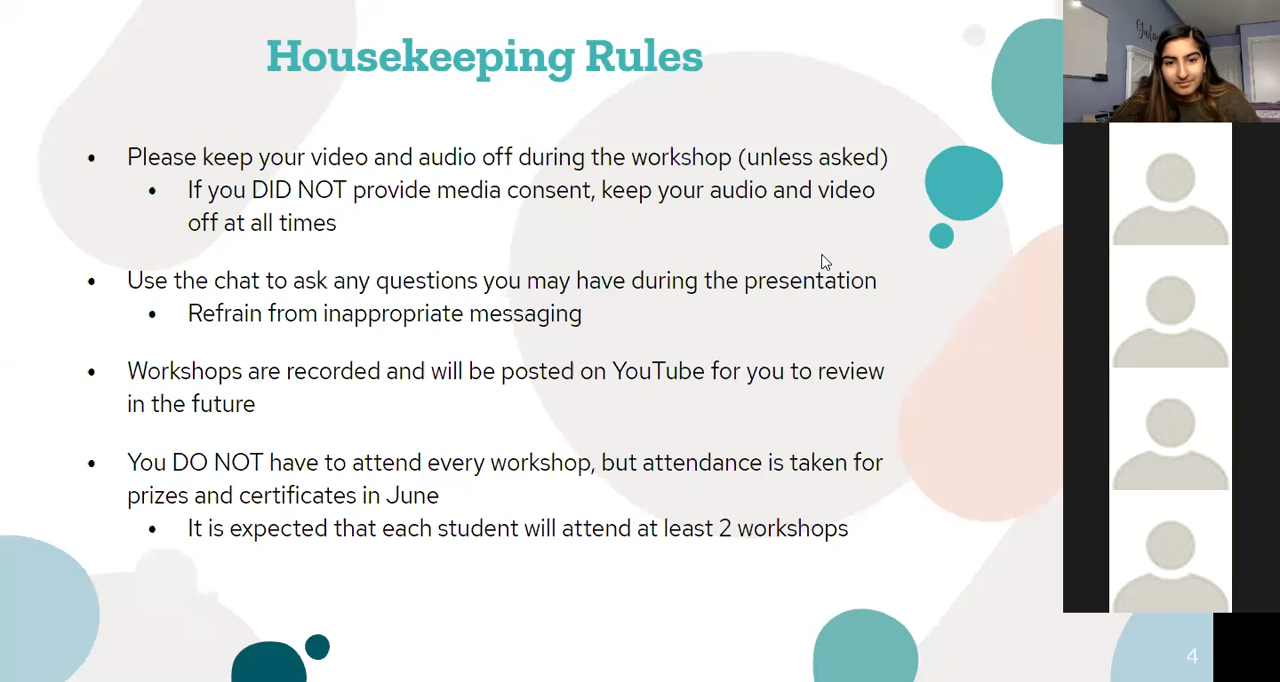 Housekeeping Rules
• Please keep your video and audio off during the workshop (unless asked)
• If you DID NOT provide media consent, keep your audio and video
off at all times
• Use the chat to ask any questions you may have during the presentation
• Refrain from inappropriate messaging
• Workshops are recorded and will be posted on YouTube for you to review
in the future
• You DO NOT have to attend every workshop, but attendance is taken for
prizes and certificates in June
• It is expected that each student will attend at least 2 workshops
4